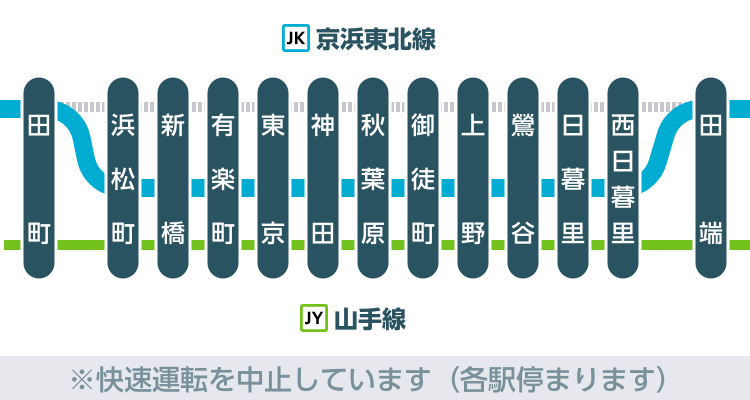 JK 京浜東北線
田町
浜松町
新橋
有楽町
東京
神田
秋葉原
御徒町
上野
鶯谷
日暮里
西日暮里
田端
JY 山手線
※快速運転を中止しています（各駅停まります）